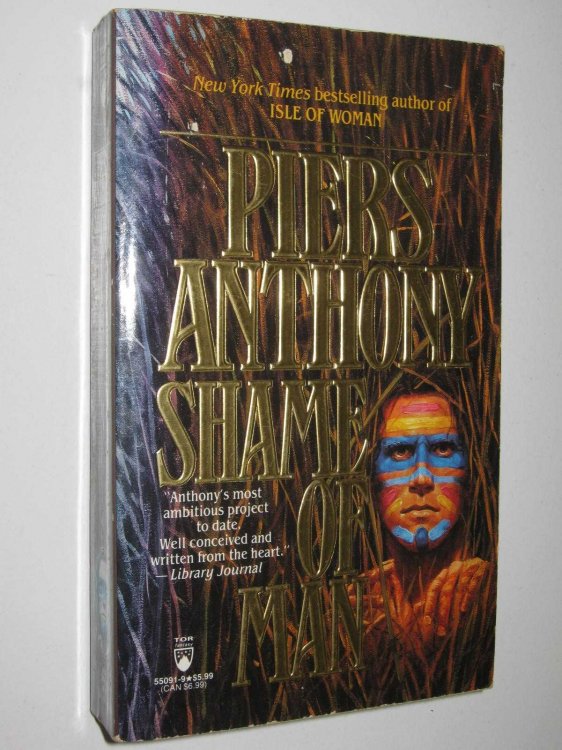 New York Times bestselling author of
ISLE OF WOMAN
PIERS
ANTHONY
SHAME
OF
MAN
"Anthony's most
ambitious project
to date.
Well conceived and
written from the heart."
— Library Journal
TOR
fantasy
55091-9★$5.99
(CAN $6.99)